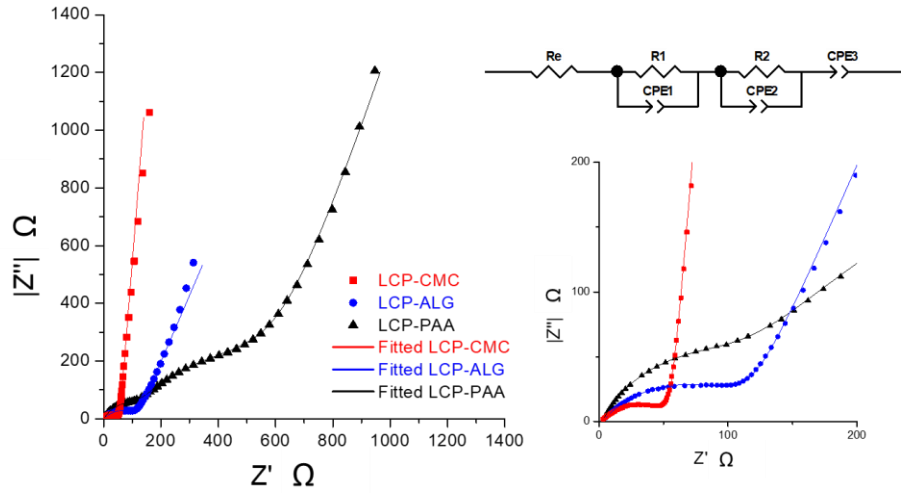 1400
1200
1000
800
600
400
200
0
0 200 400 600 800 1000 1200 1400
|Z"| Ω
Z' Ω
LCP-CMC
LCP-ALG
LCP-PAA
Fitted LCP-CMC
Fitted LCP-ALG
Fitted LCP-PAA
Re R1 R2 CPE3
CPE1 CPE2
200
100
0
0 100 200
|Z"| Ω
Z' Ω